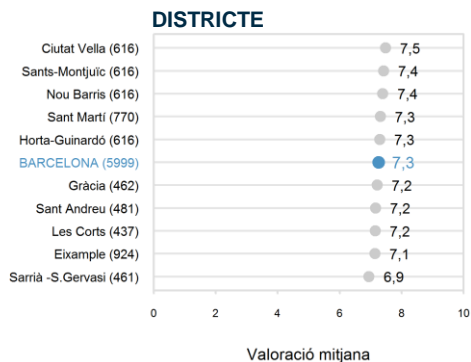 DISTRICTE
Ciutat Vella (616) 7,5
Sants-Montjuïc (616) 7,4
Nou Barris (616) 7,4
Sant Martí (770) 7,3
Horta-Guinardó (616) 7,3
BARCELONA (5999) 7,3
Gràcia (462) 7,2
Sant Andreu (481) 7,2
Les Corts (437) 7,2
Eixample (924) 7,1
Sarrià -S.Gervasi (461) 6,9
0 2 4 6 8 10
Valoració mitjana